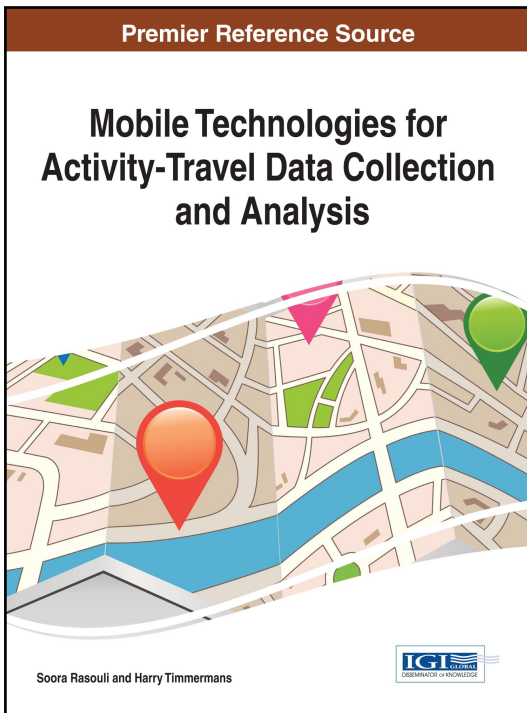 Premier Reference Source
Mobile Technologies for
Activity-Travel Data Collection
and Analysis
Soora Rasouli and Harry Timmermans
IGI GLOBAL
DISSEMINATOR OF KNOWLEDGE